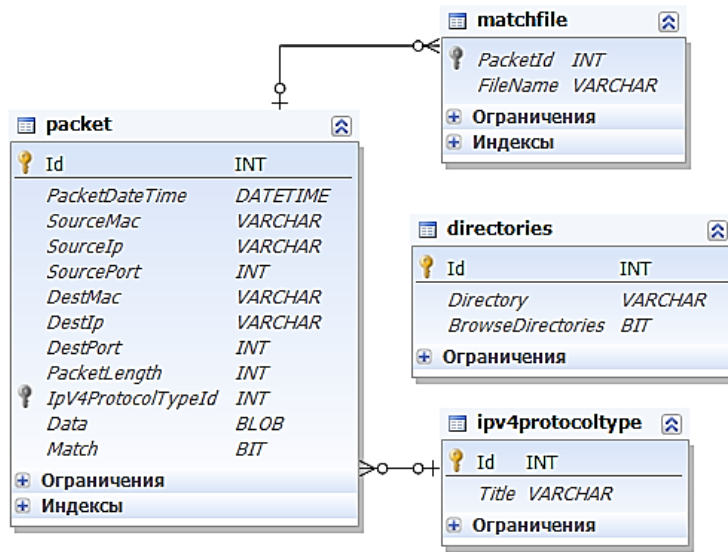 matchfile
PacketId INT
FileName VARCHAR
Ограничения
Индексы
packet
Id INT
PacketDateTime DATETIME
SourceMac VARCHAR
SourceIp VARCHAR
SourcePort INT
DestMac VARCHAR
DestIp VARCHAR
DestPort INT
PacketLength INT
IpV4ProtocolTypeId INT
Data BLOB
Match BIT
Ограничения
Индексы
directories
Id INT
Directory VARCHAR
BrowseDirectories BIT
Ограничения
ipv4protocoltype
Id INT
Title VARCHAR
Ограничения